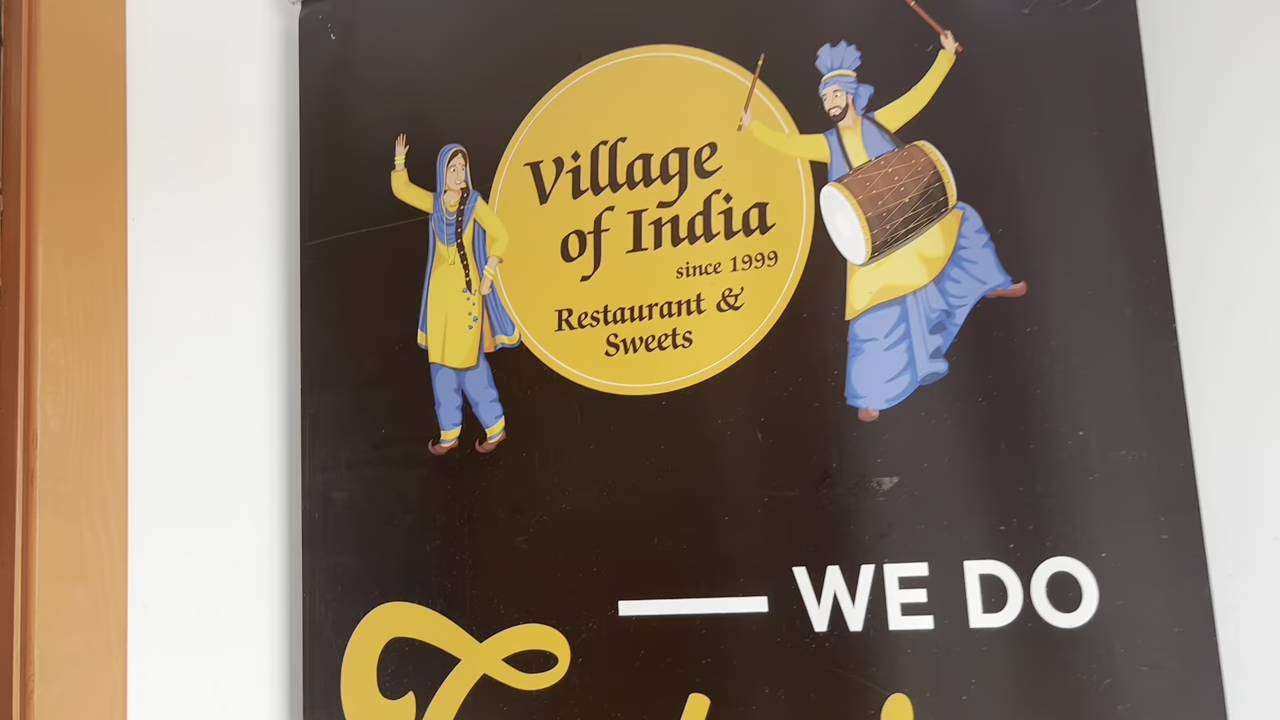 Village
of India
since 1999
Restaurant &
Sweets
WE DO